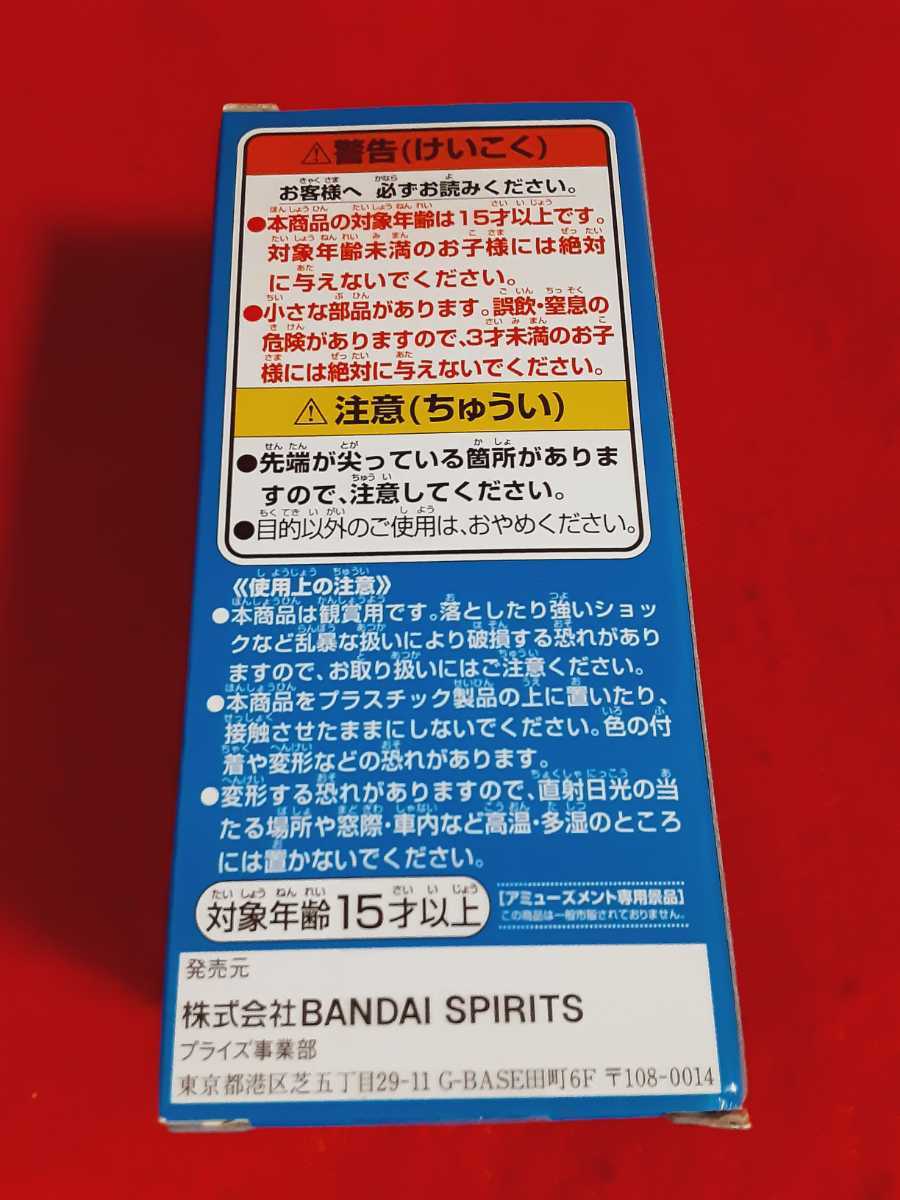 ⚠警告(けいこく)
お客様へ 必ずお読みください。
●本商品の対象年齢は15才以上です。
対象年齢未満のお子様には絶対
に与えないでください。
●小さな部品があります。誤飲・窒息の
危険がありますので、3才未満のお子
様には絶対に与えないでください。
⚠注意(ちゅうい)
●先端が尖っている箇所がありま
すので、注意してください。
●目的以外のご使用は、おやめください。
《使用上の注意》
●本商品は観賞用です。落としたり強いショッ
クなど乱暴な扱いにより破損する恐れがあり
ますので、お取り扱いにはご注意ください。
●本商品をプラスチック製品の上に置いたり、
接触させたままにしないでください。色の付
着や変形などの恐れがあります。
●変形する恐れがありますので、直射日光の当
たる場所や窓際・車内など高温・多湿のところ
には置かないでください。
対象年齢15才以上
[アミューズメント専用景品]
この商品は一般市販されておりません。
発売元
株式会社BANDAI SPIRITS
プライズ事業部
東京都港区芝五丁目29-11 G-BASE田町6F 〒108-0014